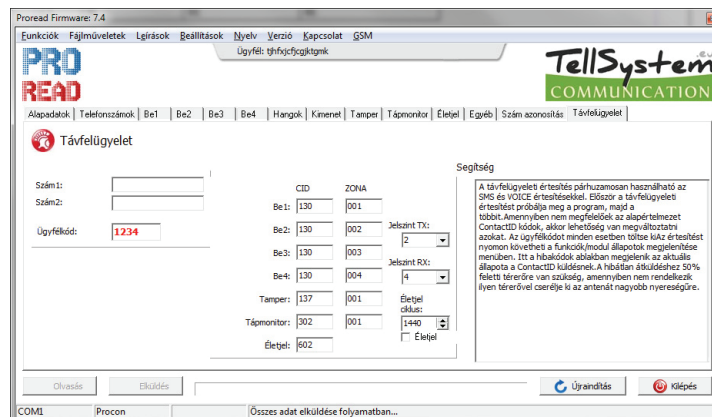 Proread Firmware: 7.4
Funkciók Fájlműveletek Leírások Beállítások Nyelv Verzió Kapcsolat GSM
PRO
READ
Ügyfél: tjhfxjcfjcgjktgmk
TellSystem.eu
COMMUNICATION
Alapadatok Telefonszámok Be1 Be2 Be3 Be4 Hangok Kimenet Tamper Tápmonitor Életjel Egyéb Szám azonosítás Távfelügyelet
Távfelügyelet
Szám1:
Szám2:
Ügyfélkód: 1234
CID ZONA
Be1: 130 001
Be2: 130 002
Be3: 130 003
Be4: 130 004
Tamper: 137 001
Tápmonitor: 302 001
Életjel: 602
Jelszint TX:
2
Jelszint RX:
4
Életjel
ciklus:
1440
Életjel
Segítség
A távfelügyeleti értesítés párhuzamosan használható az
SMS és VOICE értesítésekkel. Először a távfelügyeleti
értesítést próbálja meg a program, majd a
többit.Amennyiben nem megfelelőek az alapértelmezet
ContactID kódok, akkor lehetőség van megváltoztatni
azokat. Az ügyfélkódot minden esetben töltse kiAz értesítést
nyomon követheti a funkciók/modul állapotok megjelenítése
menüben. Itt a hibakódok ablakban megjelenik az aktuális
állapota a ContactID küldésnek.A hibátlan átküldéshez 50%
feletti térerőre van szükség, amennyiben nem rendelkezik
ilyen térerővel cserélje ki az antenát nagyobb nyereségűre.
Olvasás Elküldés Újraindítás Kilépés
COM1 Procon Összes adat elküldése folyamatban...